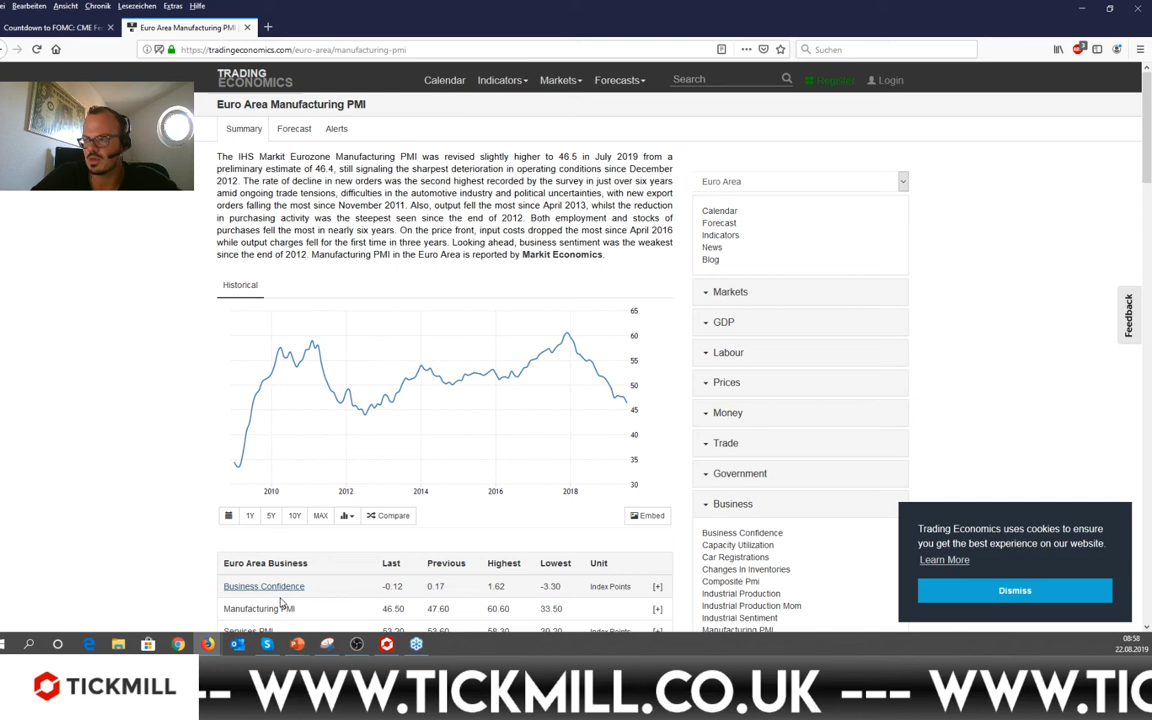 Bearbeiten Ansicht Chronik Lesezeichen Extras Hilfe
Countdown to FOMC: CME Fe
Euro Area Manufacturing PMI
https://tradingeconomics.com/euro-area/manufacturing-pmi
Suchen
TRADING
ECONOMICS
Calendar Indicators Markets Forecasts Search Register Login
Euro Area Manufacturing PMI
Summary Forecast Alerts
The IHS Markit Eurozone Manufacturing PMI was revised slightly higher to 46.5 in July 2019 from a
preliminary estimate of 46.4, still signaling the sharpest deterioration in operating conditions since December
2012. The rate of decline in new orders was the second highest recorded by the survey in just over six years
amid ongoing trade tensions, difficulties in the automotive industry and political uncertainties, with new export
orders falling the most since November 2011. Also, output fell the most since April 2013, whilst the reduction
in purchasing activity was the steepest seen since the end of 2012. Both employment and stocks of
purchases fell the most in nearly six years. On the price front, input costs dropped the most since April 2016
while output charges fell for the first time in three years. Looking ahead, business sentiment was the weakest
since the end of 2012. Manufacturing PMI in the Euro Area is reported by Markit Economics.
Historical
65
60
55
50
45
40
35
30
2010 2012 2014 2016 2018
1Y 5Y 10Y MAX Compare Embed
Euro Area Business Last Previous Highest Lowest Unit
Business Confidence -0.12 0.17 1.62 -3.30 Index Points [+]
Manufacturing PMI 46.50 47.60 60.60 33.50 [+]
Services PMI 53.20 53.60 58.30 39.20 Index Points [+]
Euro Area
Calendar
Forecast
Indicators
News
Blog
Markets
GDP
Labour
Prices
Money
Trade
Government
Business
Business Confidence
Capacity Utilization
Car Registrations
Changes In Inventories
Composite Pmi
Industrial Production
Industrial Production Mom
Industrial Sentiment
Manufacturing PMI
Feedback
Trading Economics uses cookies to ensure
you get the best experience on our website.
Learn More
Dismiss
08:58
22.08.2019
TICKMILL
--- WWW.TICKMILL.CO.UK --- WWW.TIC